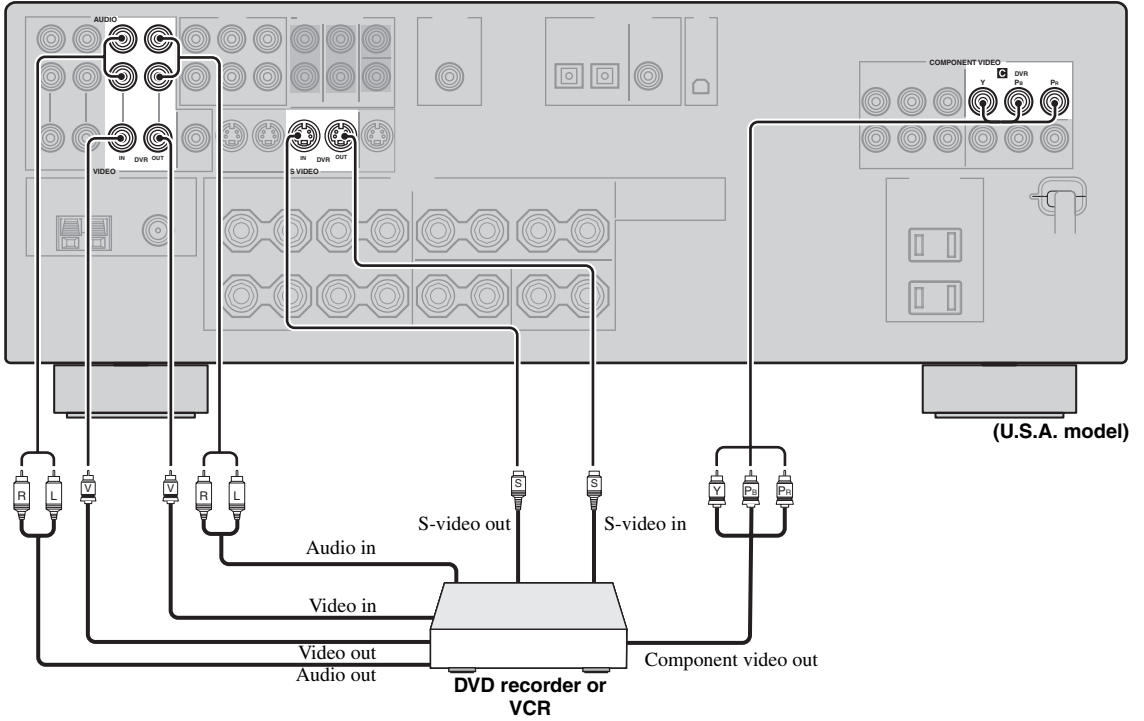 AUDIO
COMPONENT VIDEO
C DVR
Y PB PR
IN DVR OUT
VIDEO
IN DVR OUT
S VIDEO
(U.S.A. model)
R L V V R L S S Y PB PR
S-video out
S-video in
Audio in
Video in
Video out
Audio out
Component video out
DVD recorder or
VCR